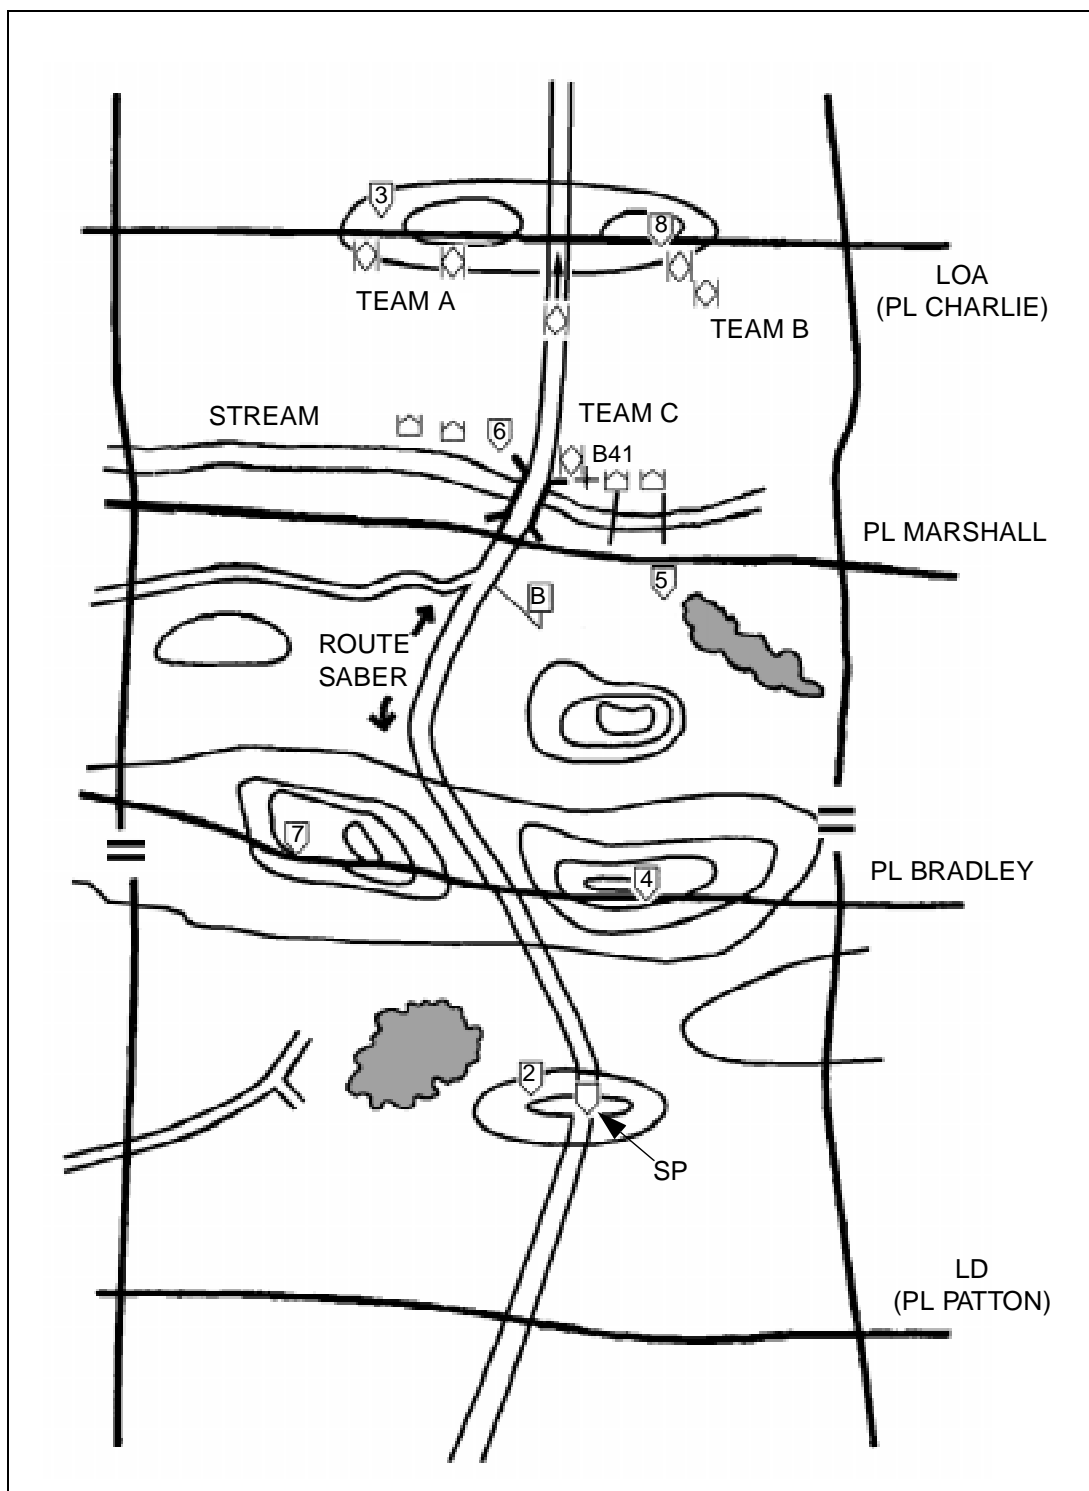 3
8
LOA
(PL CHARLIE)
TEAM A
TEAM B
STREAM
6
TEAM C
B41
PL MARSHALL
5
B
ROUTE
SABER
7
4
PL BRADLEY
2
SP
LD
(PL PATTON)